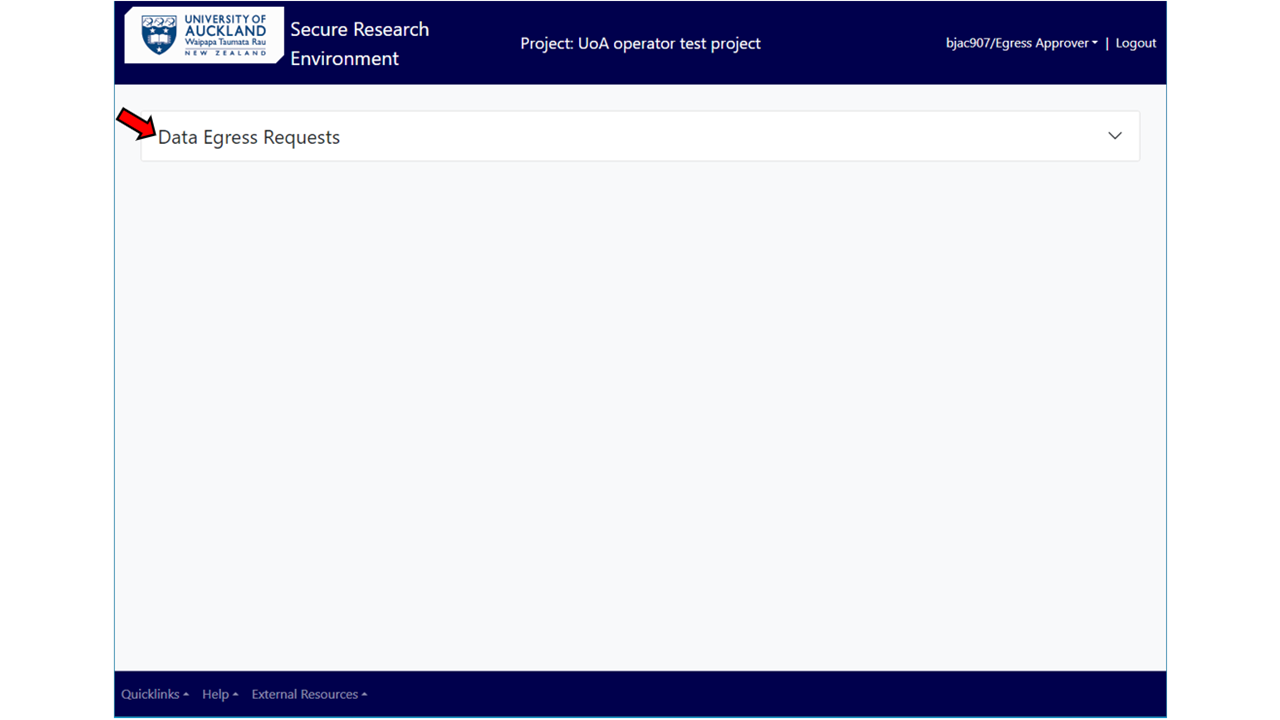 UNIVERSITY OF
AUCKLAND
Waipapa Taumata Rau
NEW ZEALAND
Secure Research
Environment
Project: UoA operator test project
bjac907/Egress Approver | Logout
Data Egress Requests
Quicklinks Help External Resources